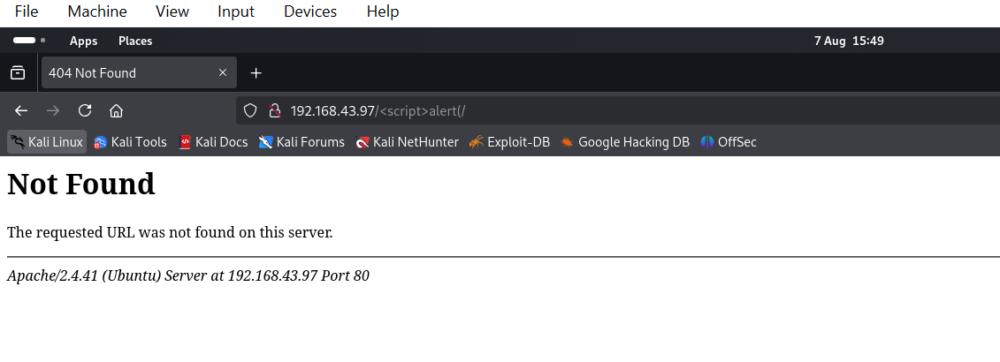 File Machine View Input Devices Help
Apps Places 7 Aug 15:49
404 Not Found
192.168.43.97/<script>alert(/
Kali Linux Kali Tools Kali Docs Kali Forums Kali NetHunter Exploit-DB Google Hacking DB OffSec
Not Found
The requested URL was not found on this server.
Apache/2.4.41 (Ubuntu) Server at 192.168.43.97 Port 80